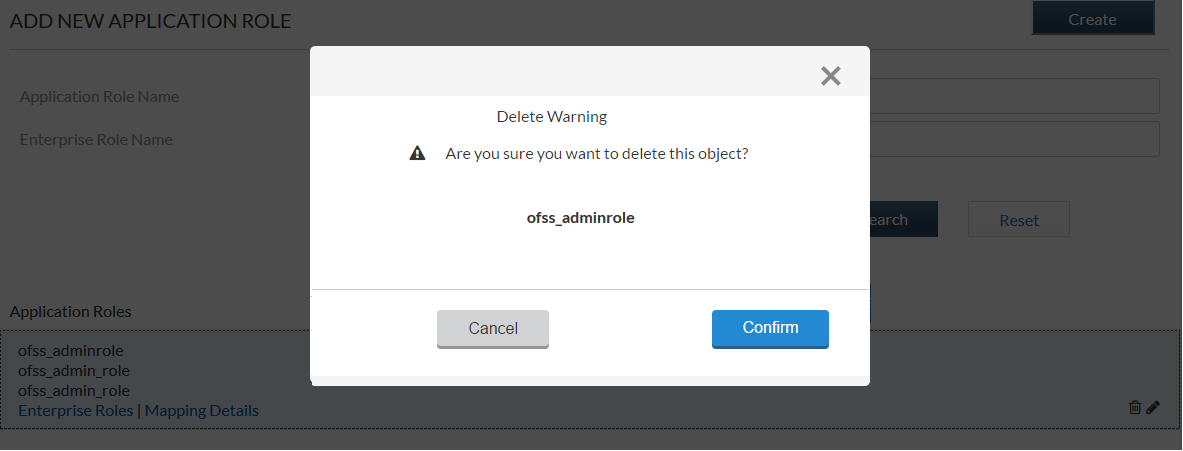 ADD NEW APPLICATION ROLE
Create
Application Role Name
Enterprise Role Name
Delete Warning
Are you sure you want to delete this object?
ofss_adminrole
earch
Reset
Cancel
Confirm
Application Roles
ofss_adminrole
ofss_admin_role
ofss_admin_role
Enterprise Roles | Mapping Details